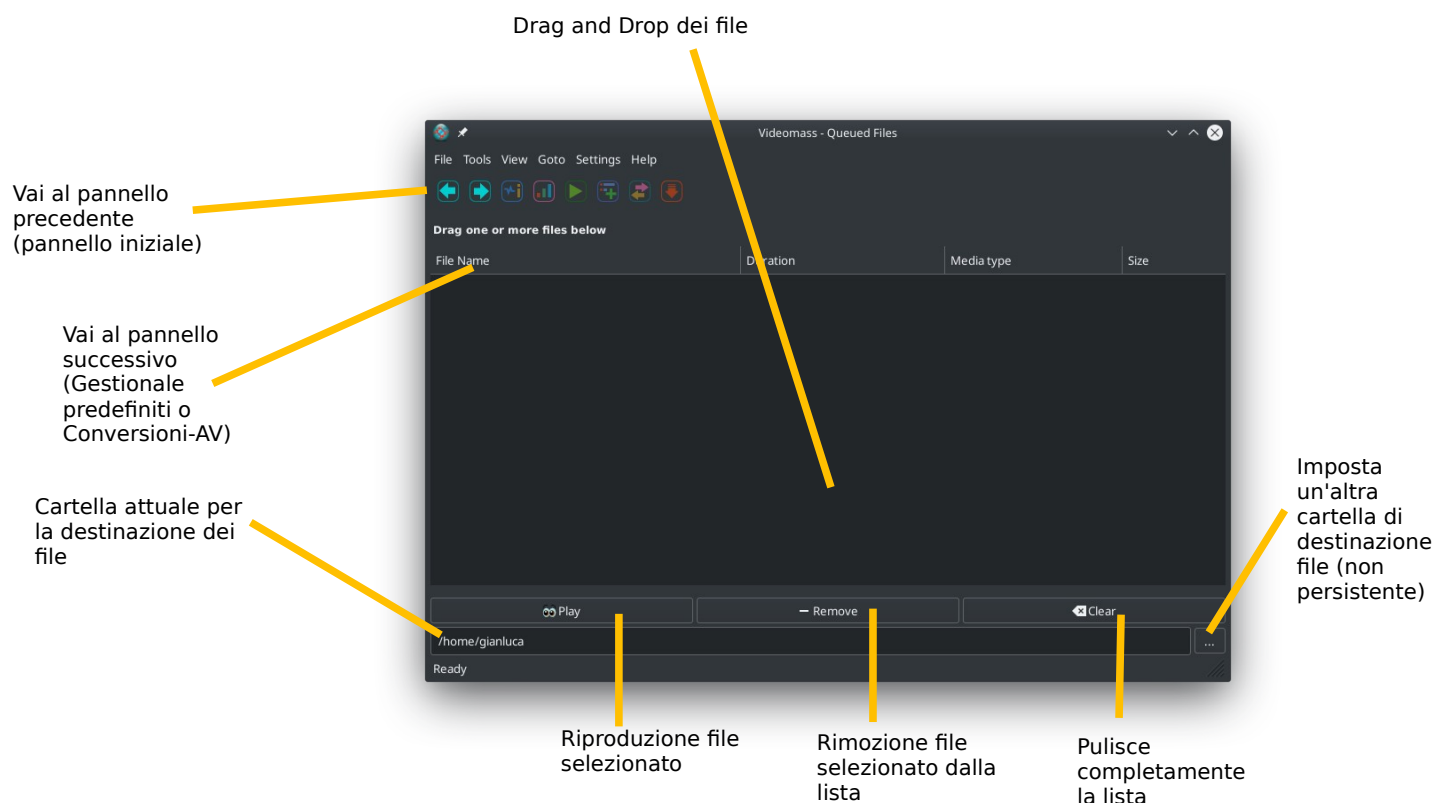 Drag and Drop dei file
Videomass - Queued Files
File Tools View Goto Settings Help
Vai al pannello
precedente
(pannello iniziale)
Drag one or more files below
File Name Duration Media type Size
Vai al pannello
successivo
(Gestionale
predefiniti o
Conversioni-AV)
Cartella attuale per
la destinazione dei
file
Imposta
un'altra
cartella di
destinazione
file (non
persistente)
Play Remove Clear
/home/gianluca ...
Ready
Riproduzione file
selezionato
Rimozione file
selezionato dalla
lista
Pulisce
completamente
la lista